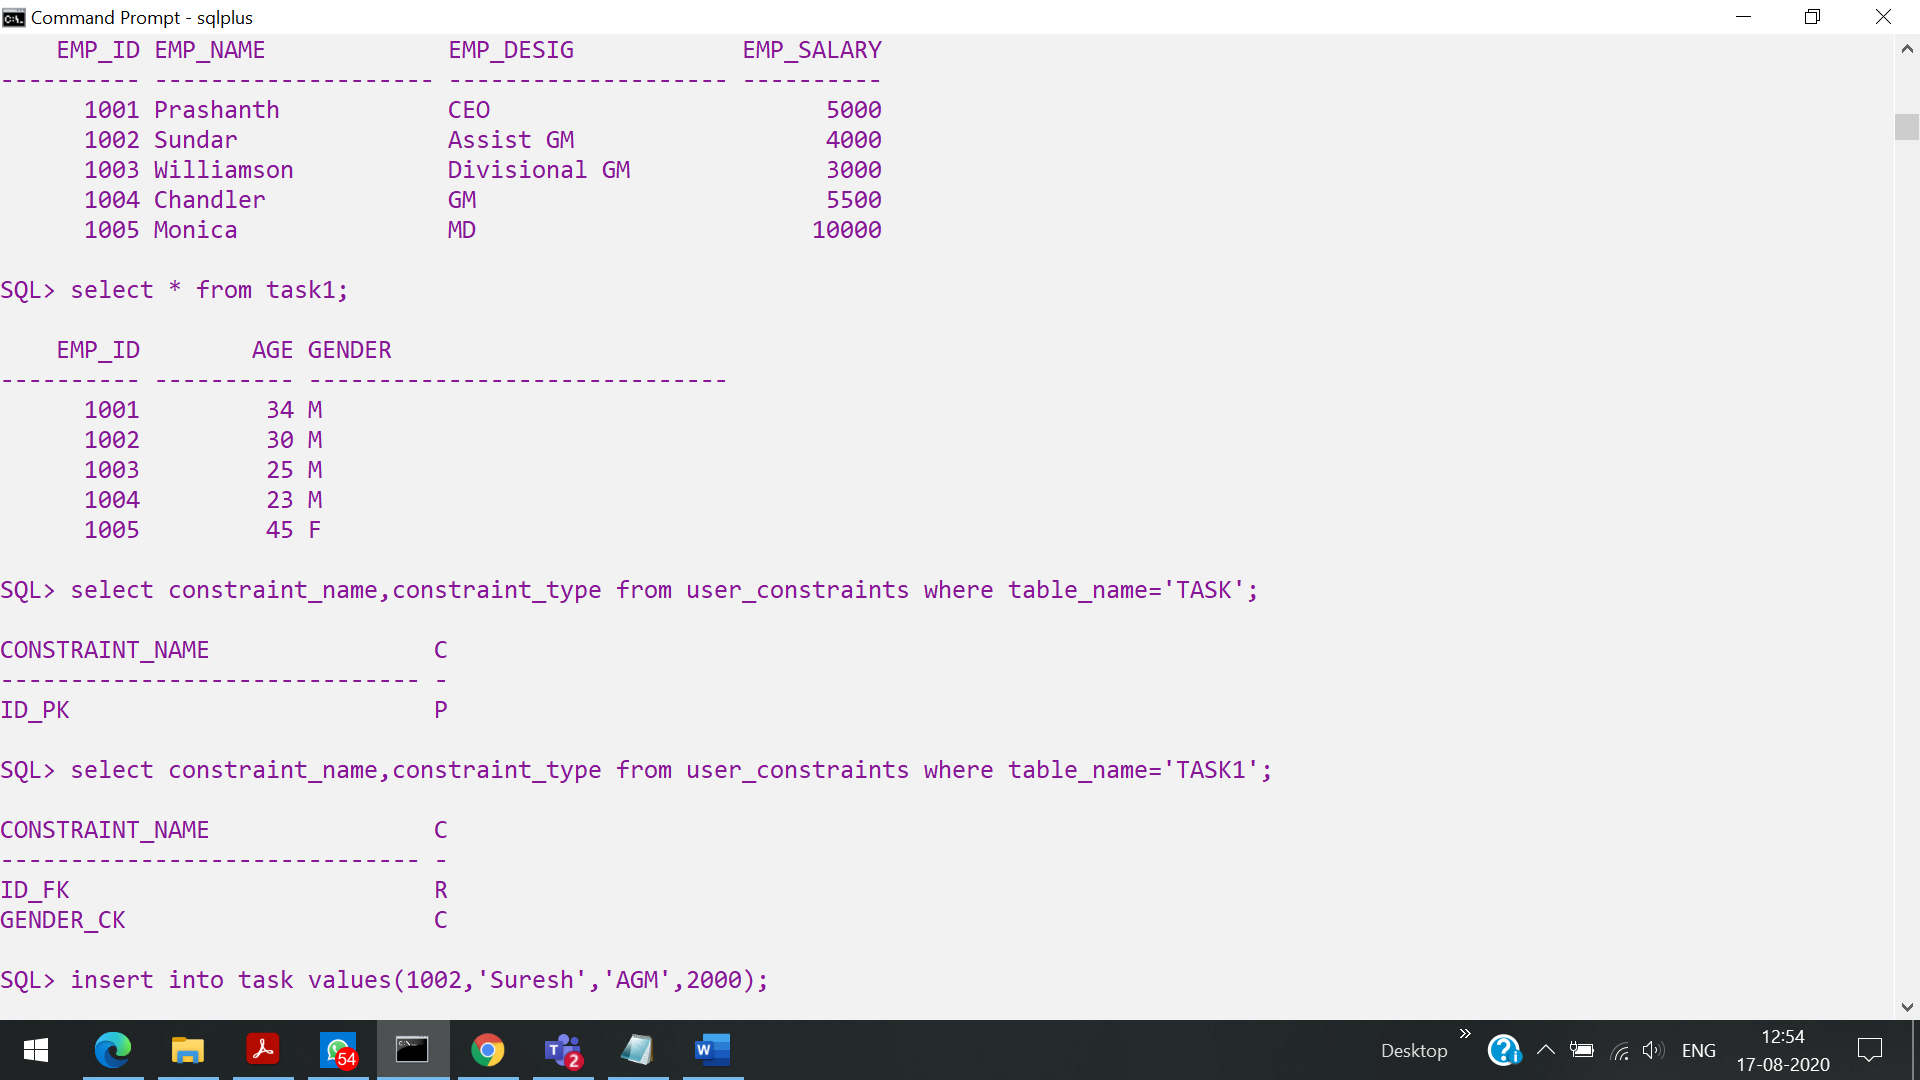 Command Prompt - sqlplus
EMP_ID EMP_NAME EMP_DESIG EMP_SALARY
---------- -------------------- -------------------- ----------
1001 Prashanth CEO 5000
1002 Sundar Assist GM 4000
1003 Williamson Divisional GM 3000
1004 Chandler GM 5500
1005 Monica MD 10000
SQL> select * from task1;
EMP_ID AGE GENDER
---------- ---------- ------------------------------
1001 34 M
1002 30 M
1003 25 M
1004 23 M
1005 45 F
SQL> select constraint_name,constraint_type from user_constraints where table_name='TASK';
CONSTRAINT_NAME C
------------------------------ -
ID_PK P
SQL> select constraint_name,constraint_type from user_constraints where table_name='TASK1';
CONSTRAINT_NAME C
------------------------------ -
ID_FK R
GENDER_CK C
SQL> insert into task values(1002,'Suresh','AGM',2000);
54
2
Desktop
ENG
12:54
17-08-2020